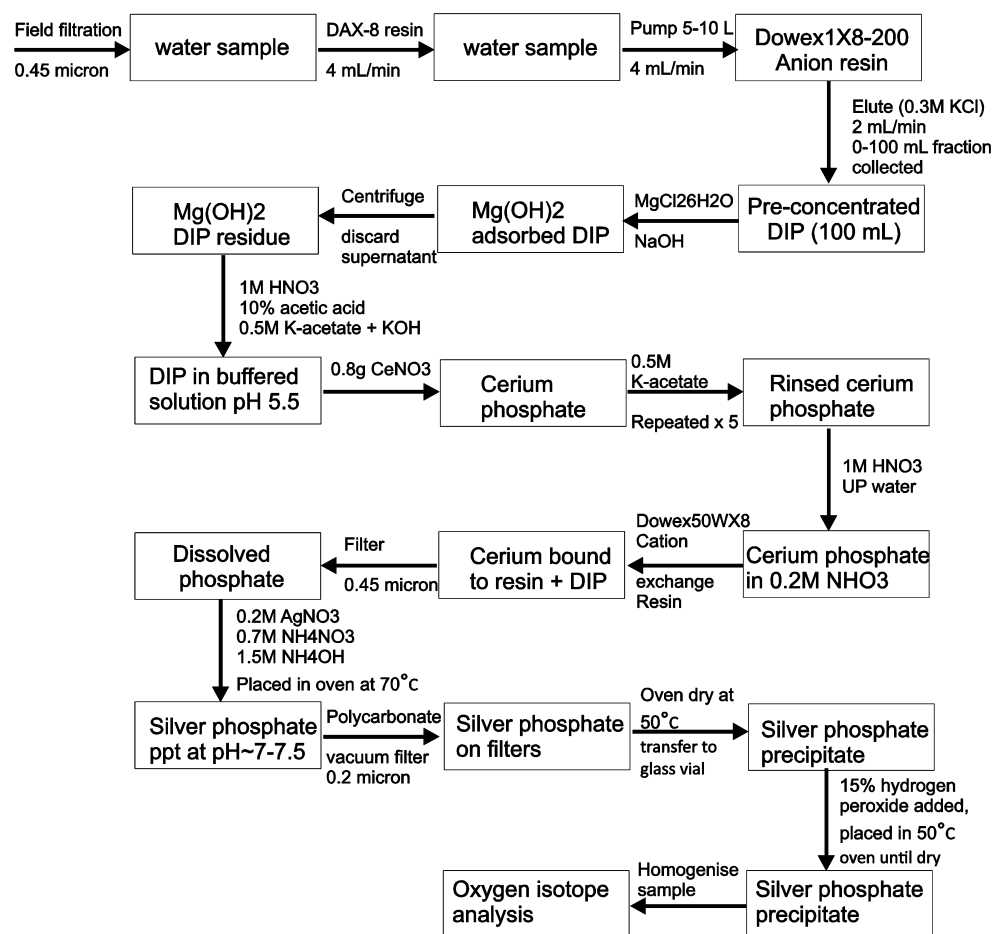 Field filtration
0.45 micron
water sample
DAX-8 resin
4 mL/min
water sample
Pump 5-10 L
4 mL/min
Dowex1X8-200
Anion resin
Elute (0.3M KCl)
2 mL/min
0-100 mL fraction
collected
Pre-concentrated
DIP (100 mL)
MgCl26H2O
NaOH
Mg(OH)2
adsorbed DIP
Centrifuge
discard
supernatant
Mg(OH)2
DIP residue
1M HNO3
10% acetic acid
0.5M K-acetate + KOH
DIP in buffered
solution pH 5.5
0.8g CeNO3
Cerium
phosphate
0.5M
K-acetate
Repeated x 5
Rinsed cerium
phosphate
1M HNO3
UP water
Cerium phosphate
in 0.2M NHO3
Dowex50WX8
Cation
exchange
Resin
Cerium bound
to resin + DIP
Filter
0.45 micron
Dissolved
phosphate
0.2M AgNO3
0.7M NH4NO3
1.5M NH4OH
Placed in oven at 70°C
Silver phosphate
ppt at pH~7-7.5
Polycarbonate
vacuum filter
0.2 micron
Silver phosphate
on filters
Oven dry at
50°C
transfer to
glass vial
Silver phosphate
precipitate
15% hydrogen
peroxide added,
placed in 50°C
oven until dry
Silver phosphate
precipitate
Homogenise
sample
Oxygen isotope
analysis